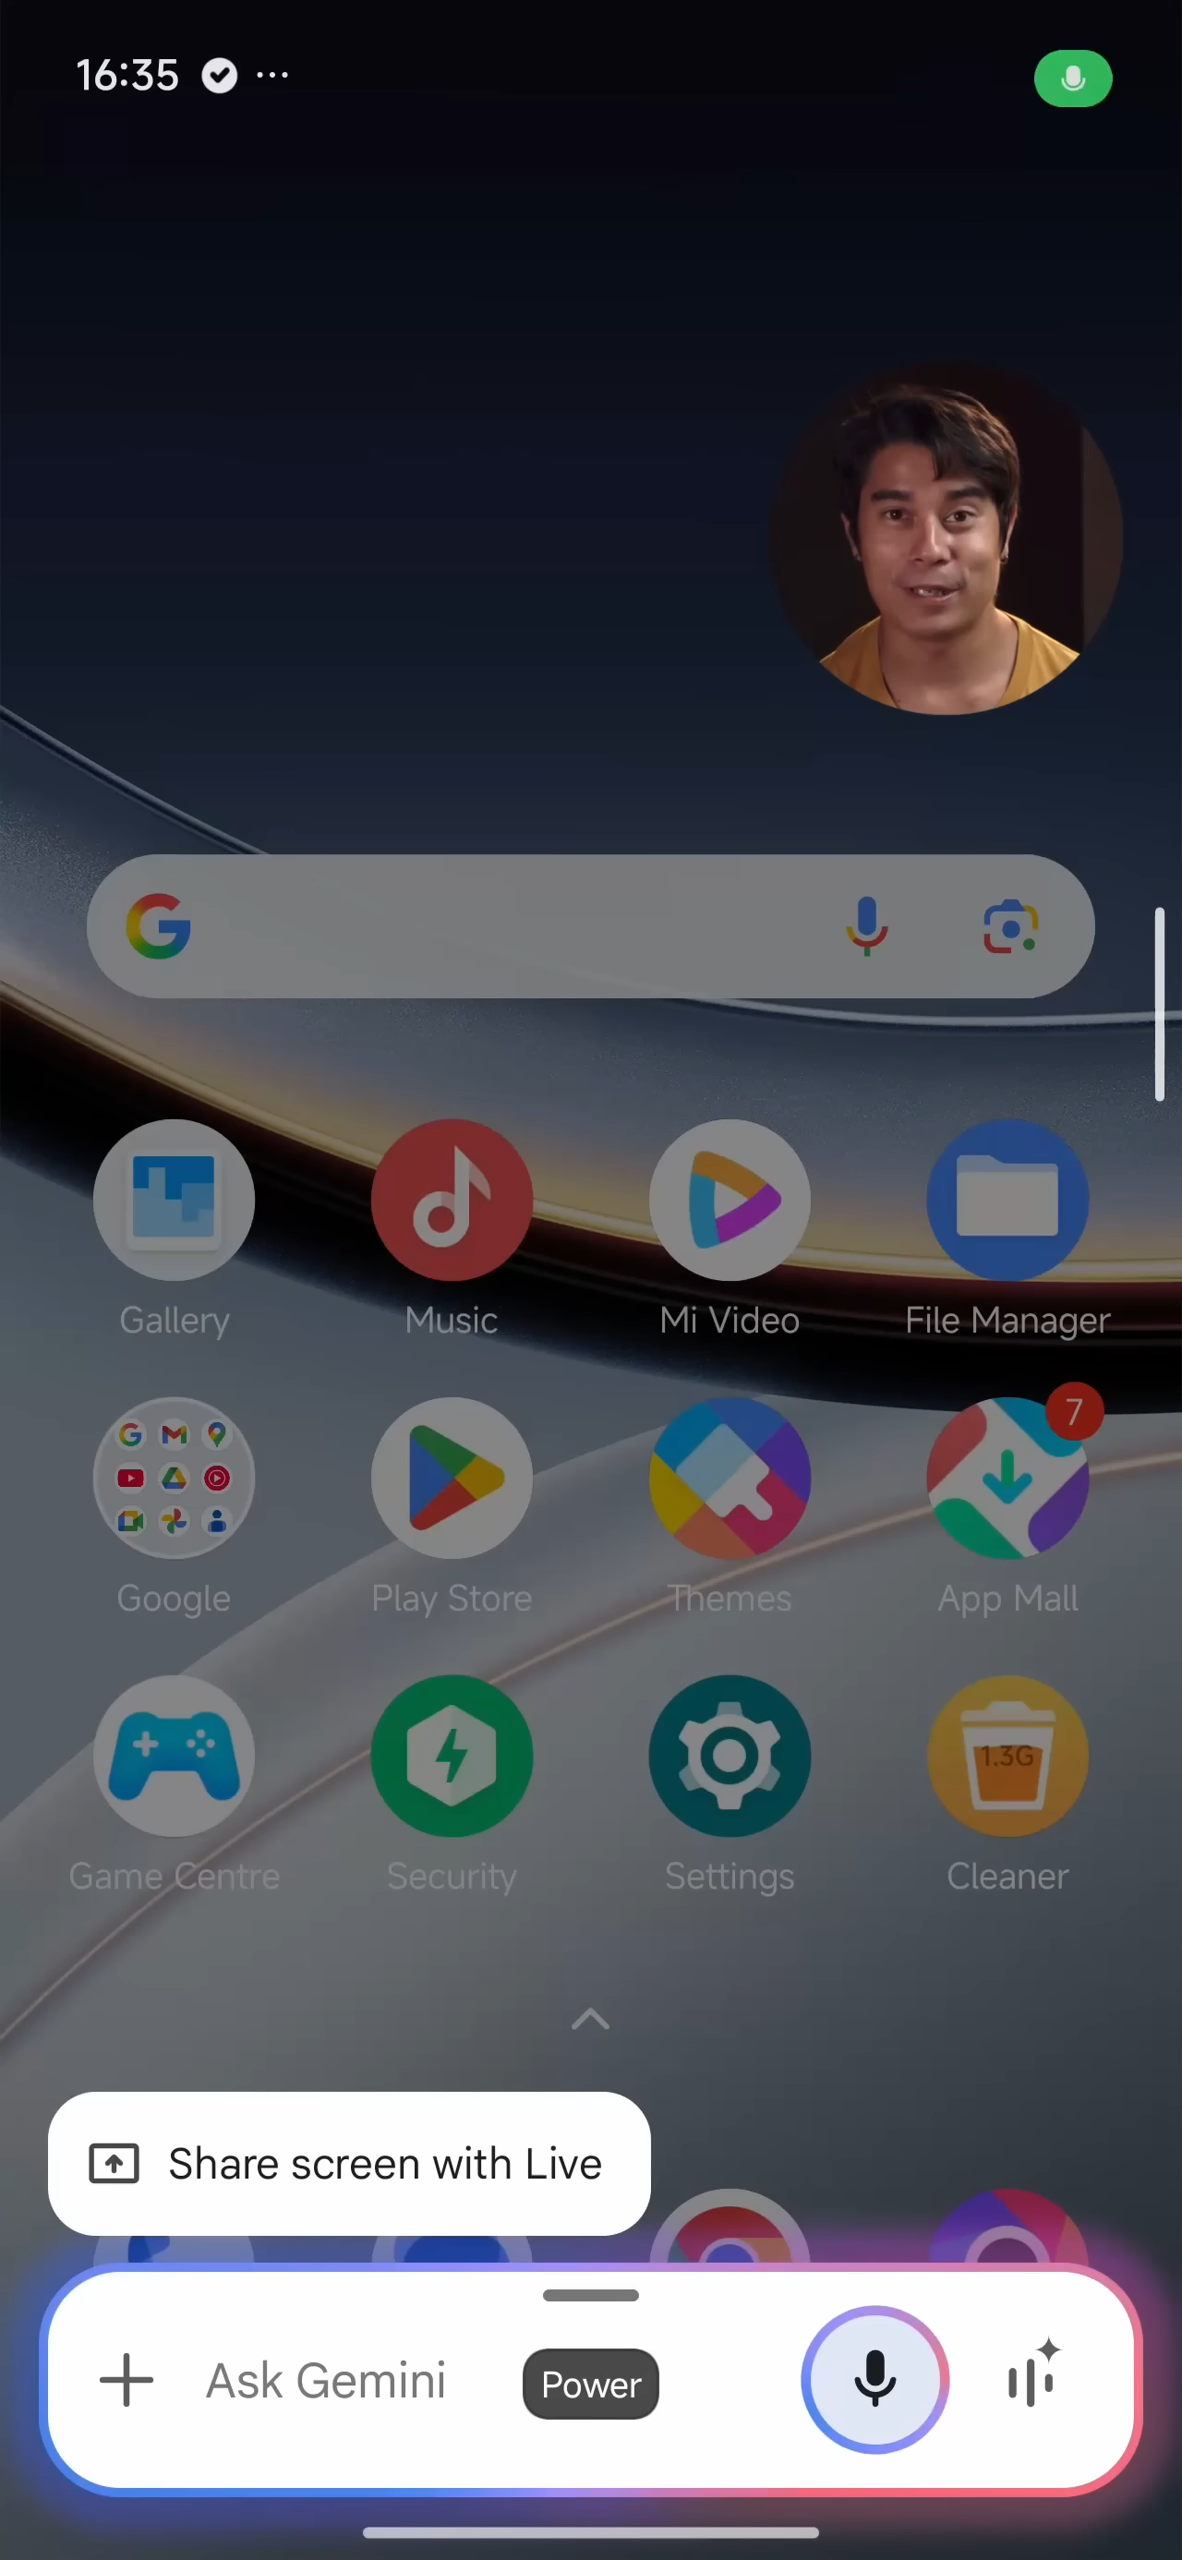 16:35
Gallery
Music
Mi Video
File Manager
7
Google
Play Store
Themes
App Mall
1.3G
Game Centre
Security
Settings
Cleaner
Share screen with Live
Ask Gemini
Power